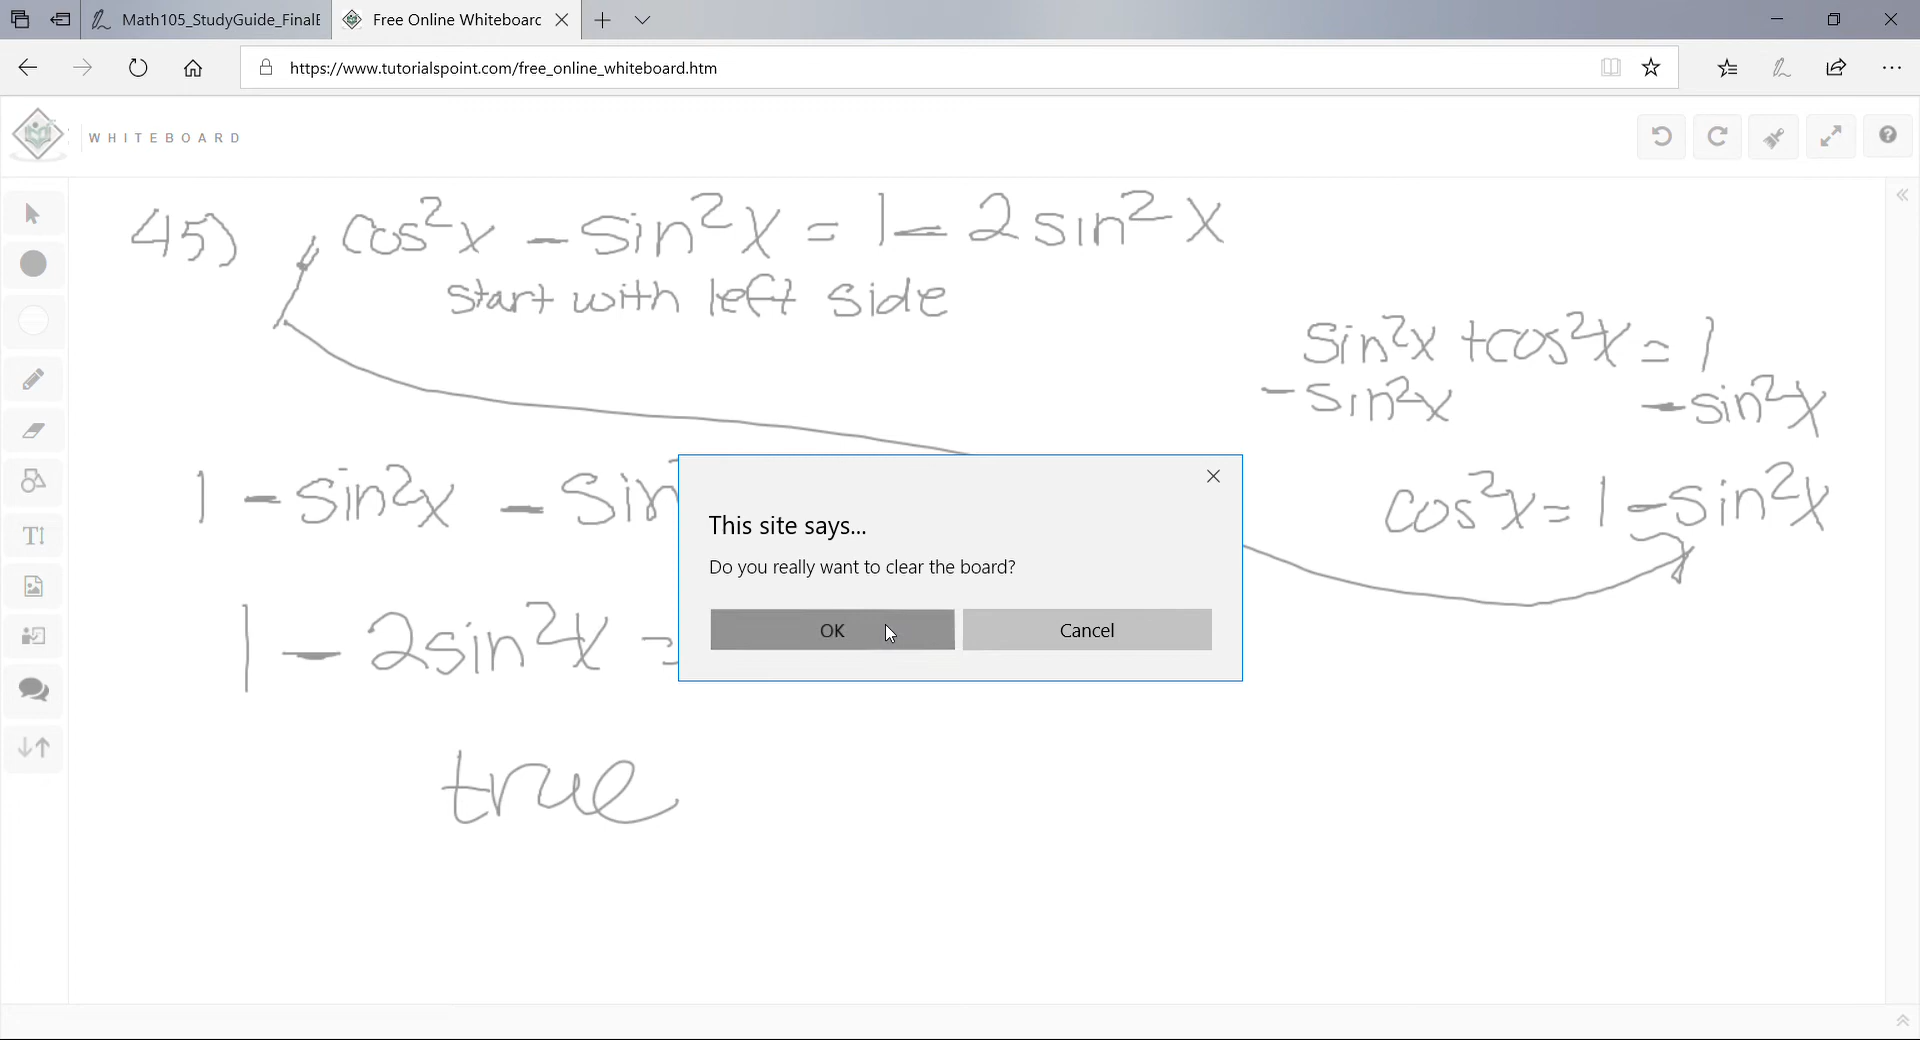 Math105_StudyGuide_FinalE
Free Online Whiteboarc
https://www.tutorialspoint.com/free_online_whiteboard.htm
WHITEBOARD
45) cos²x - sin²x = 1 - 2 sin²x
start with left side
sin²x + cos²x = 1
- sin²x - sin²x
1 - sin²x - sin
cos²x = 1 - sin²x
1 - 2sin²x =
true
This site says...
Do you really want to clear the board?
OK
Cancel